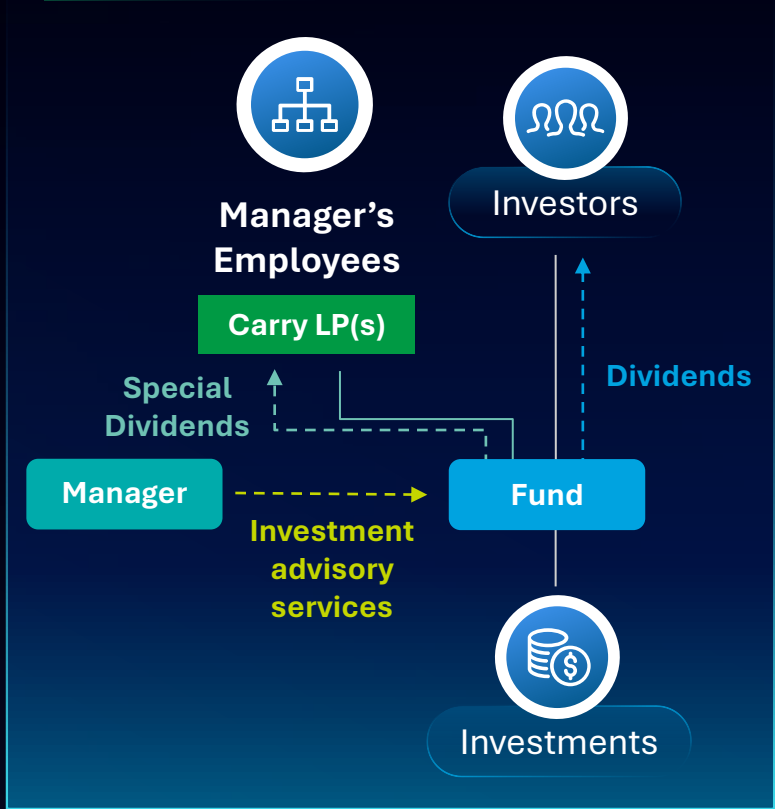 Manager’s
Employees
Investors
Carry LP(s)
Special
Dividends
Dividends
Manager
Fund
Investment
advisory
services
$
Investments